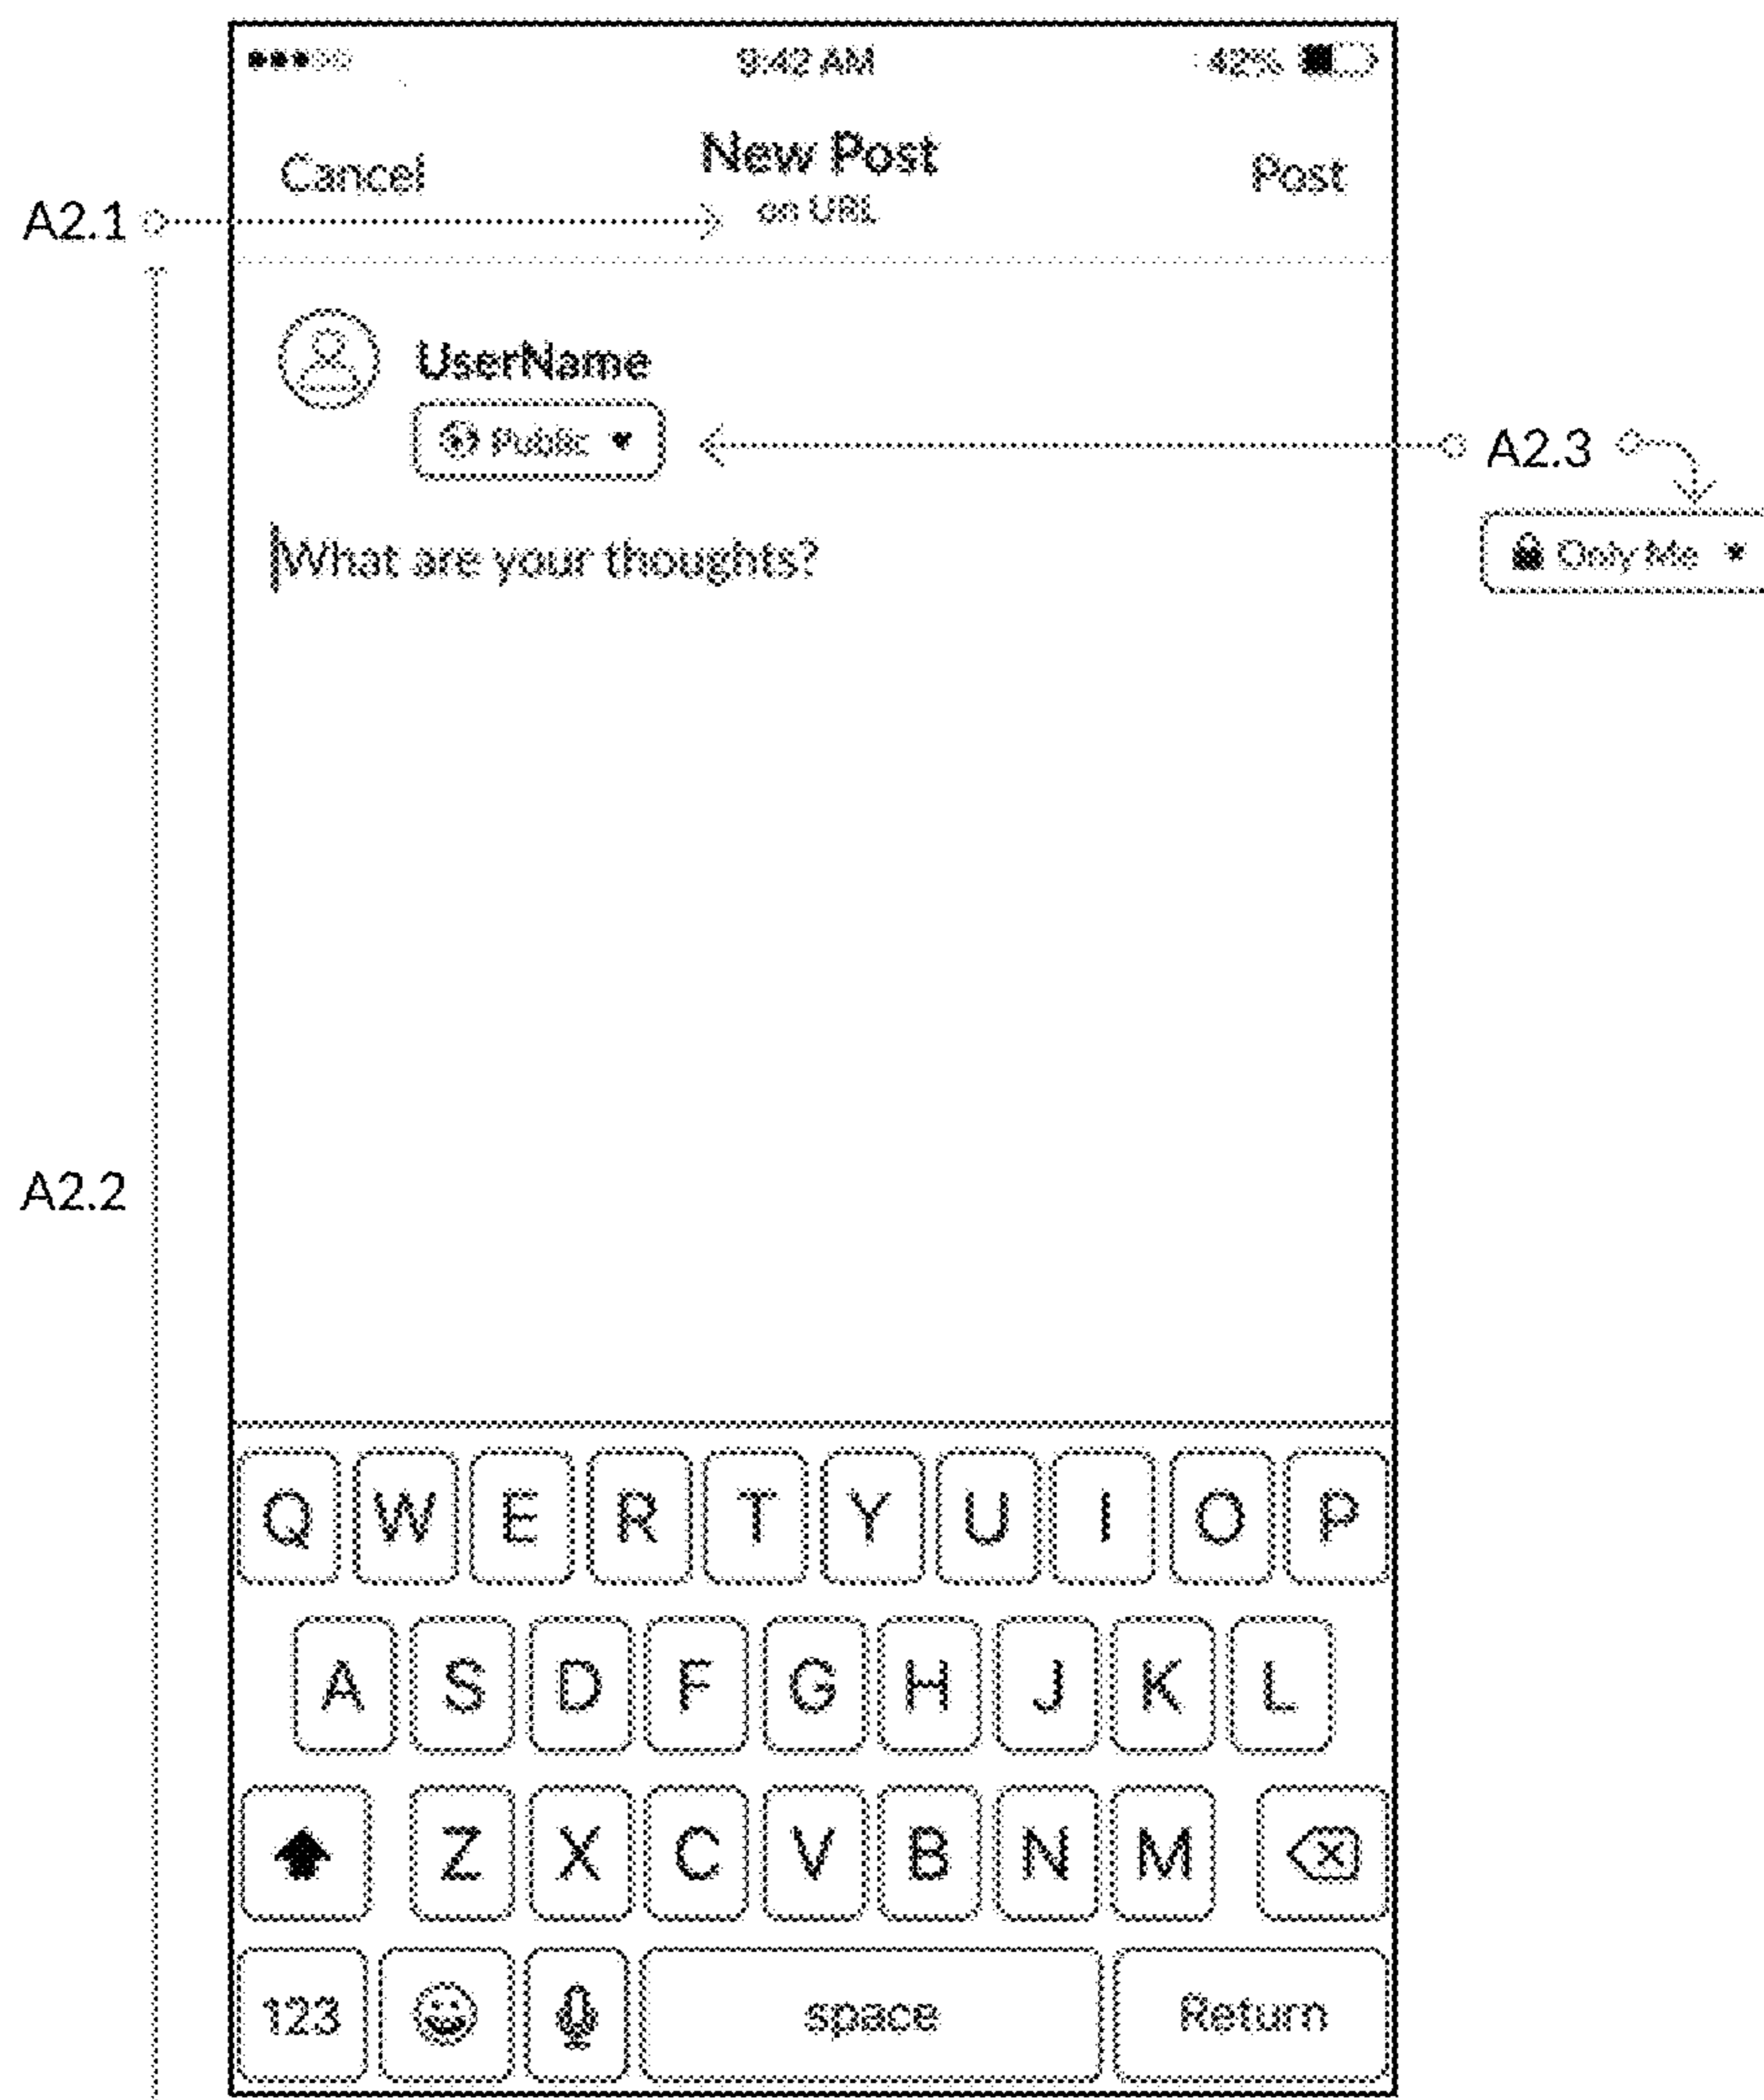 9:42 AM 42%
Cancel New Post Post
A2.1 on URL
UserName
Public A2.3
What are your thoughts? Only Me
A2.2
Q W E R T Y U I O P
A S D F G H J K L
Z X C V B N M
123 space Return